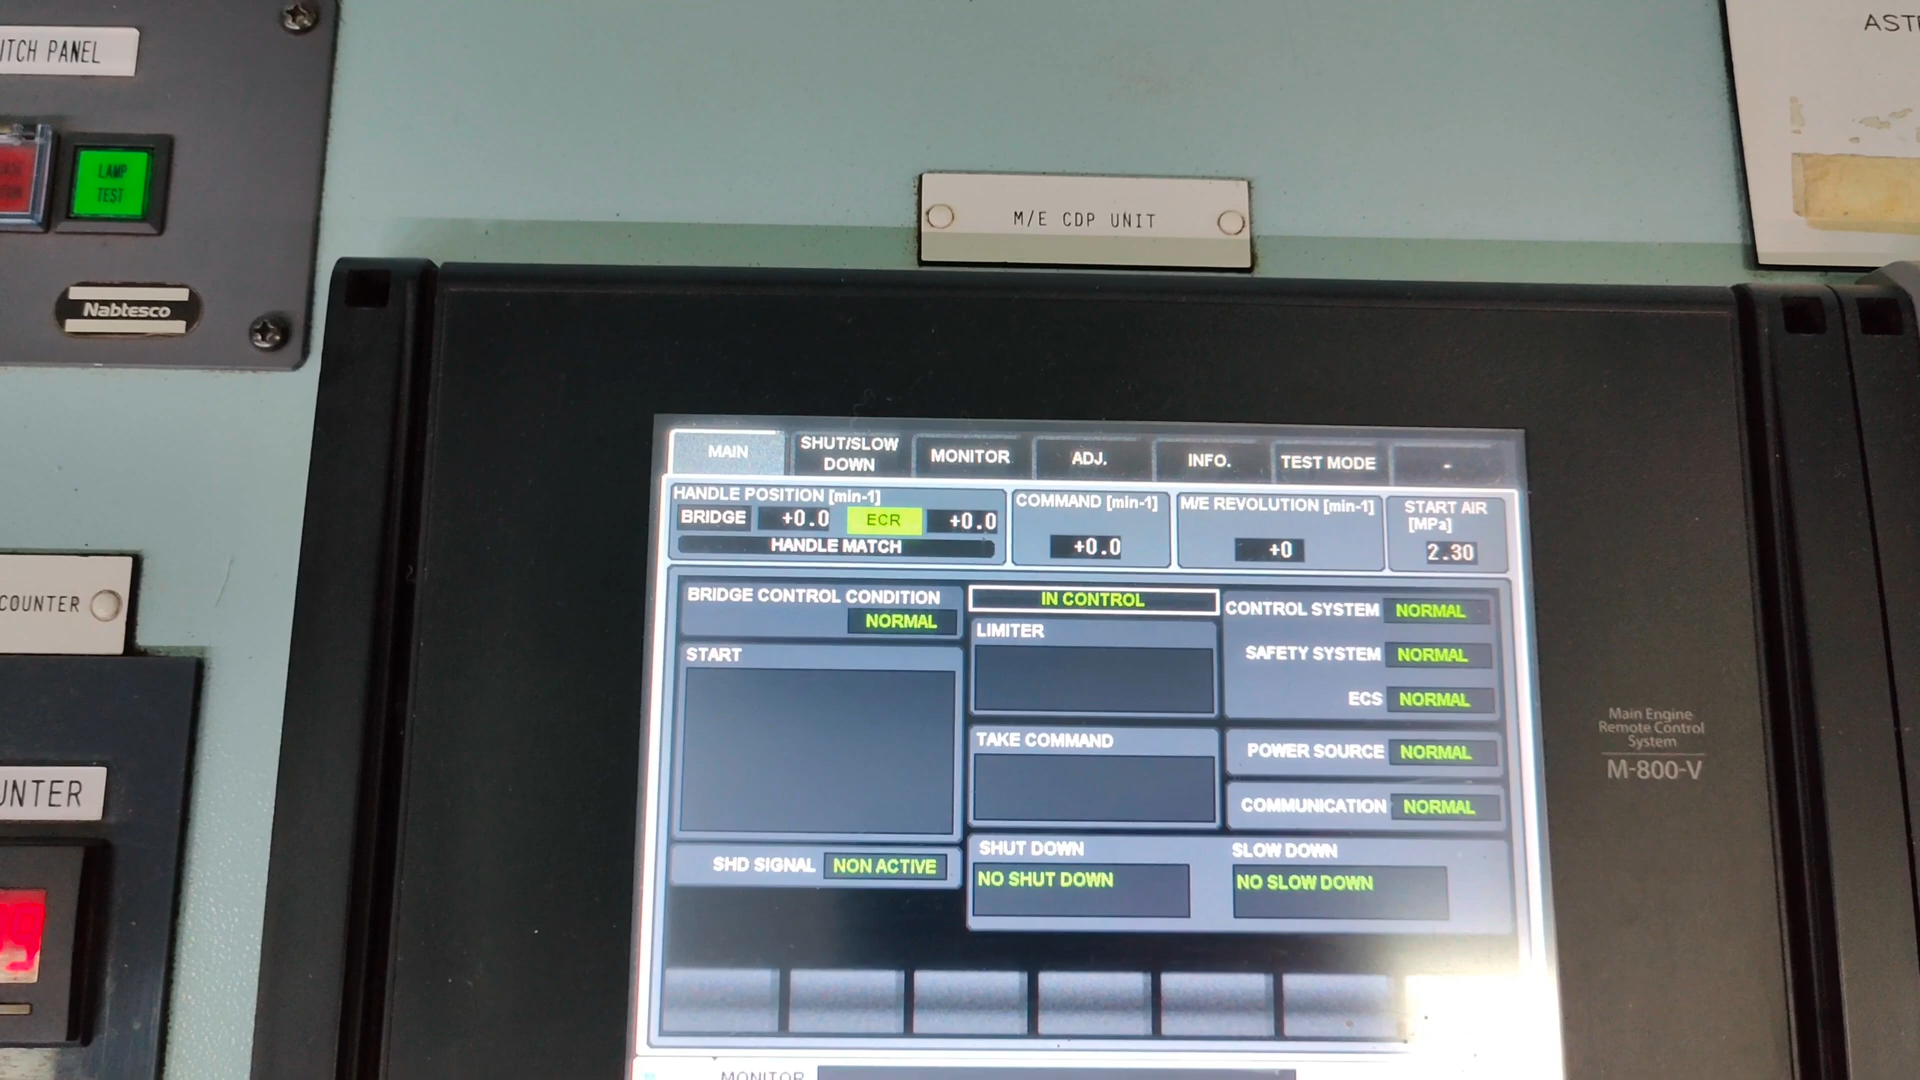 ITCH PANEL
LAMP
TEST
Nabtesco
COUNTER
UNTER
M/E CDP UNIT
AST
MAIN
SHUT/SLOW
DOWN
MONITOR
ADJ.
INFO.
TEST MODE
-
HANDLE POSITION [min-1]
BRIDGE +0.0 ECR +0.0
HANDLE MATCH
COMMAND [min-1]
+0.0
M/E REVOLUTION [min-1]
+0
START AIR
[MPa]
2.30
BRIDGE CONTROL CONDITION
NORMAL
START
SHD SIGNAL NON ACTIVE
IN CONTROL
LIMITER
TAKE COMMAND
CONTROL SYSTEM NORMAL
SAFETY SYSTEM NORMAL
ECS NORMAL
POWER SOURCE NORMAL
COMMUNICATION NORMAL
SHUT DOWN
NO SHUT DOWN
SLOW DOWN
NO SLOW DOWN
MONITOR
Main Engine
Remote Control
System
M-800-V